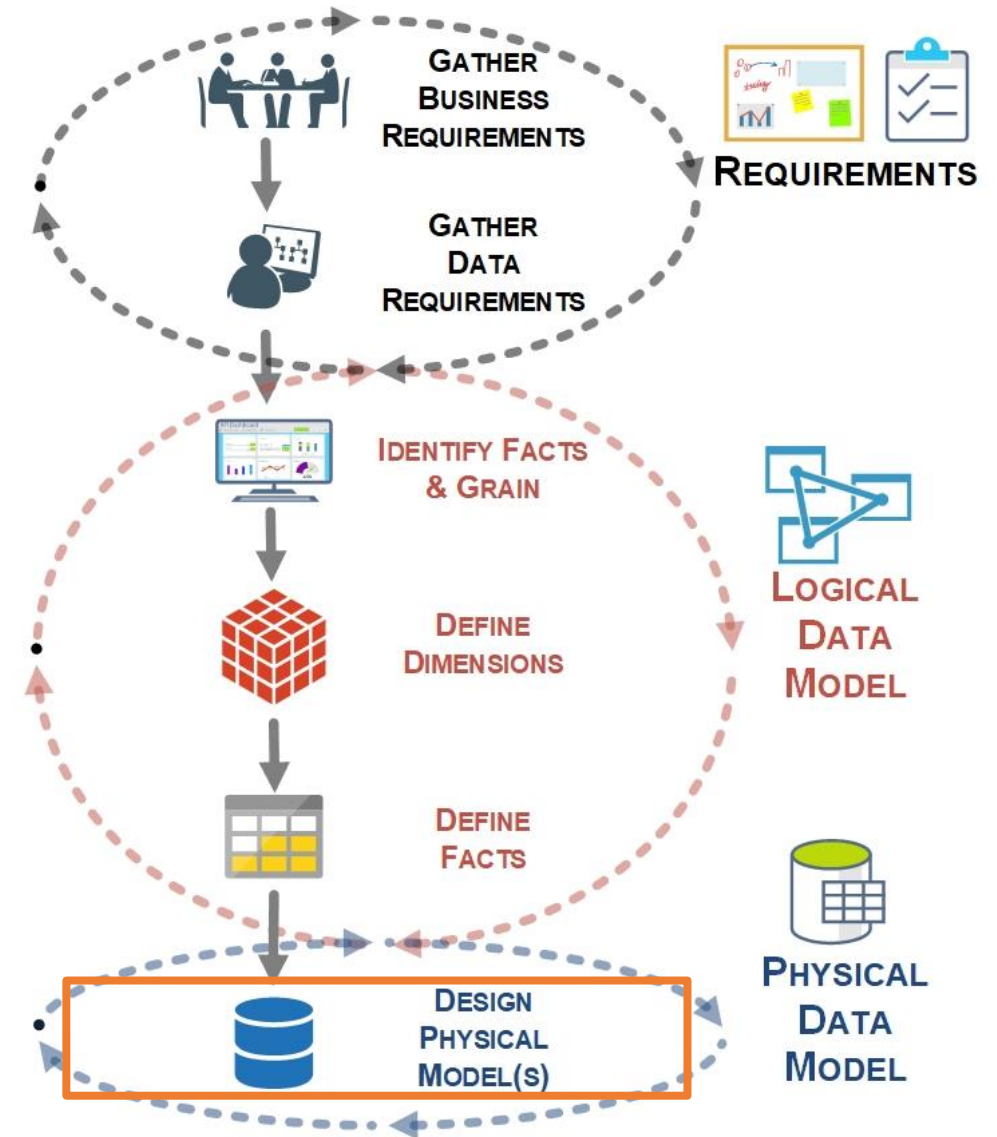 GATHER
BUSINESS
REQUIREMENTS
REQUIREMENTS
GATHER
DATA
REQUIREMENTS
IDENTIFY FACTS
& GRAIN
LOGICAL
DATA
MODEL
DEFINE
DIMENSIONS
DEFINE
FACTS
PHYSICAL
DATA
MODEL
DESIGN
PHYSICAL
MODEL(S)